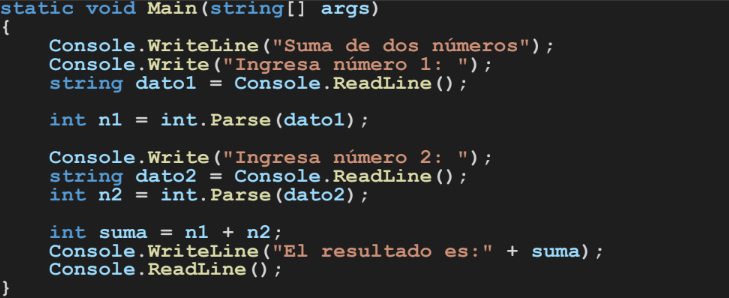 static void Main(string[] args)
{
    Console.WriteLine("Suma de dos números");
    Console.Write("Ingresa número 1: ");
    string dato1 = Console.ReadLine();

    int n1 = int.Parse(dato1);

    Console.Write("Ingresa número 2: ");
    string dato2 = Console.ReadLine();
    int n2 = int.Parse(dato2);

    int suma = n1 + n2;
    Console.WriteLine("El resultado es:" + suma);
    Console.ReadLine();
}